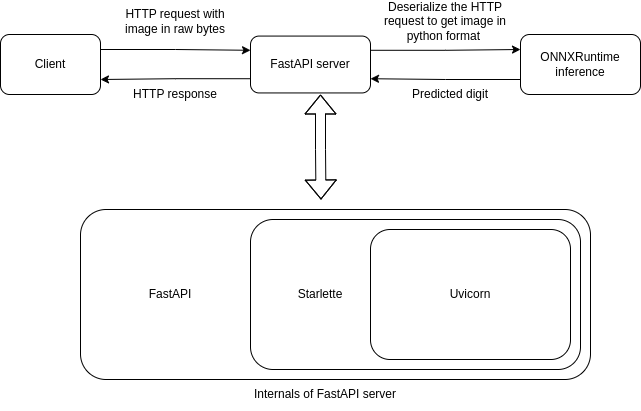 HTTP request with
image in raw bytes
Deserialize the HTTP
request to get image in
python format
Client
FastAPI server
ONNXRuntime
inference
HTTP response
Predicted digit
FastAPI
Starlette
Uvicorn
Internals of FastAPI server